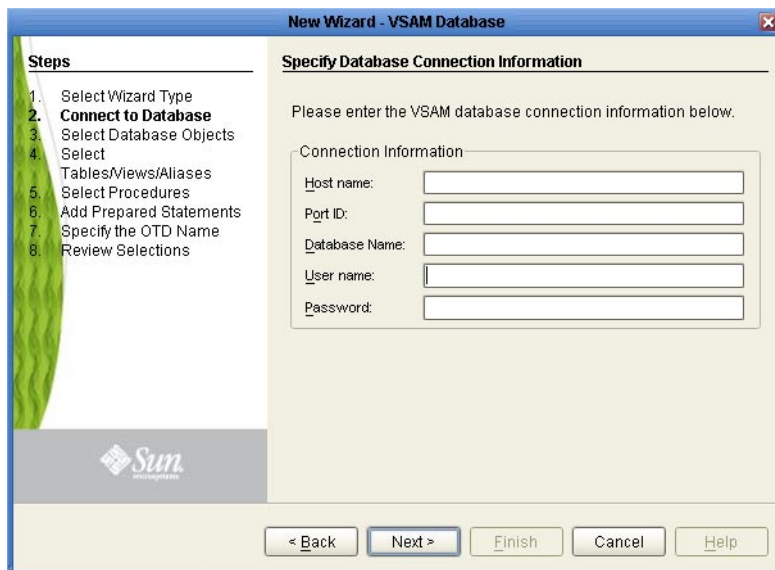 New Wizard - VSAM Database
Steps
1. Select Wizard Type
2. Connect to Database
3. Select Database Objects
4. Select
Tables/Views/Aliases
5. Select Procedures
6. Add Prepared Statements
7. Specify the OTD Name
8. Review Selections
Sun
microsystems
Specify Database Connection Information
Please enter the VSAM database connection information below.
Connection Information
Host name:
Port ID:
Database Name:
User name:
Password:
< Back
Next >
Finish
Cancel
Help